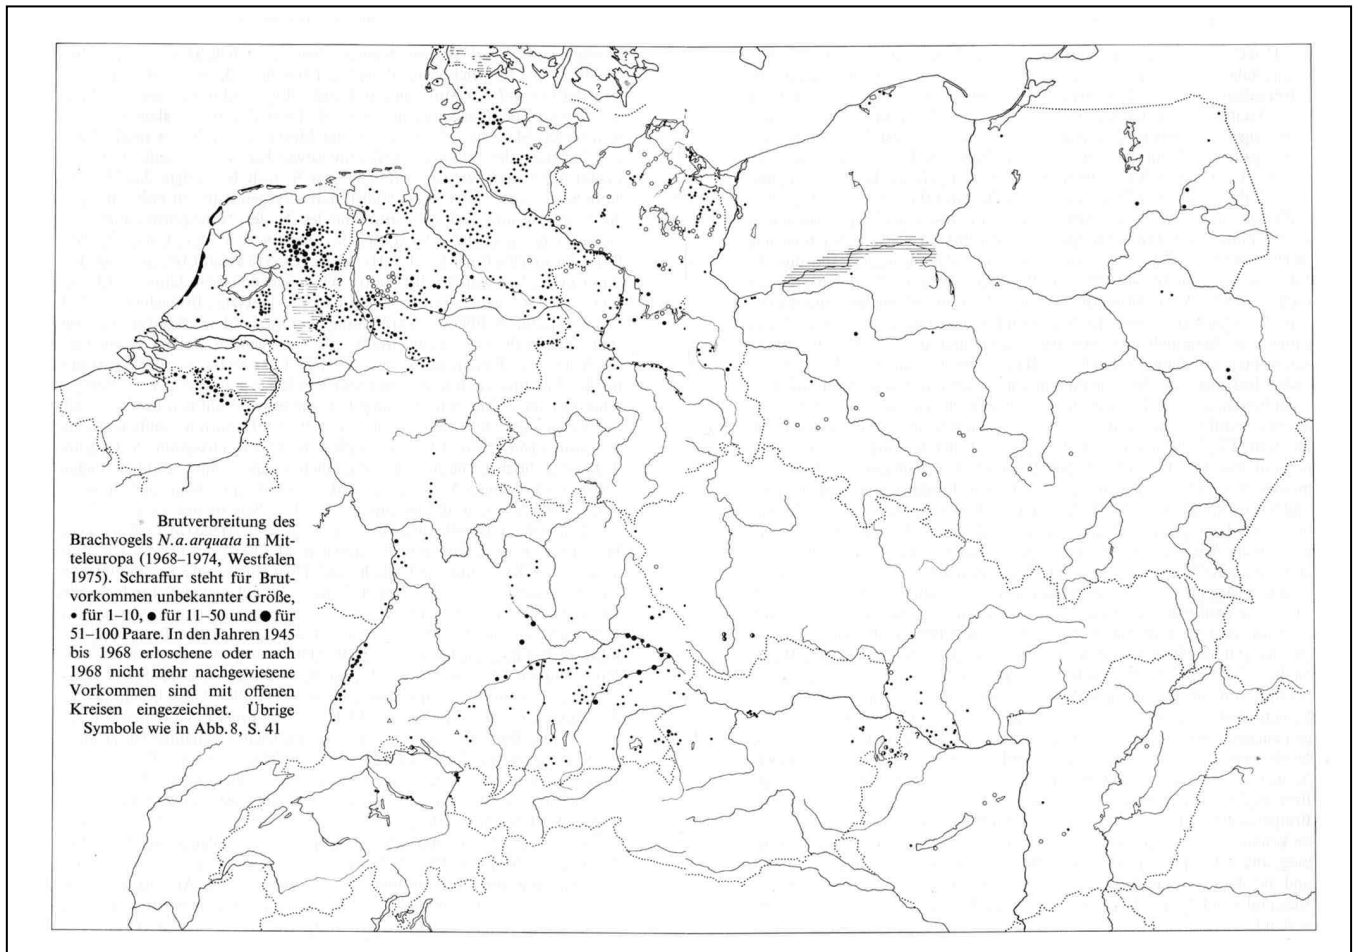 Brutverbreitung des
Brachvogels N. a. arquata in Mit-
teleuropa (1968–1974, Westfalen
1975). Schraffur steht für Brut-
vorkommen unbekannter Größe,
• für 1–10, ● für 11–50 und ● für
51–100 Paare. In den Jahren 1945
bis 1968 erloschene oder nach
1968 nicht mehr nachgewiesene
Vorkommen sind mit offenen
Kreisen eingezeichnet. Übrige
Symbole wie in Abb. 8, S. 41